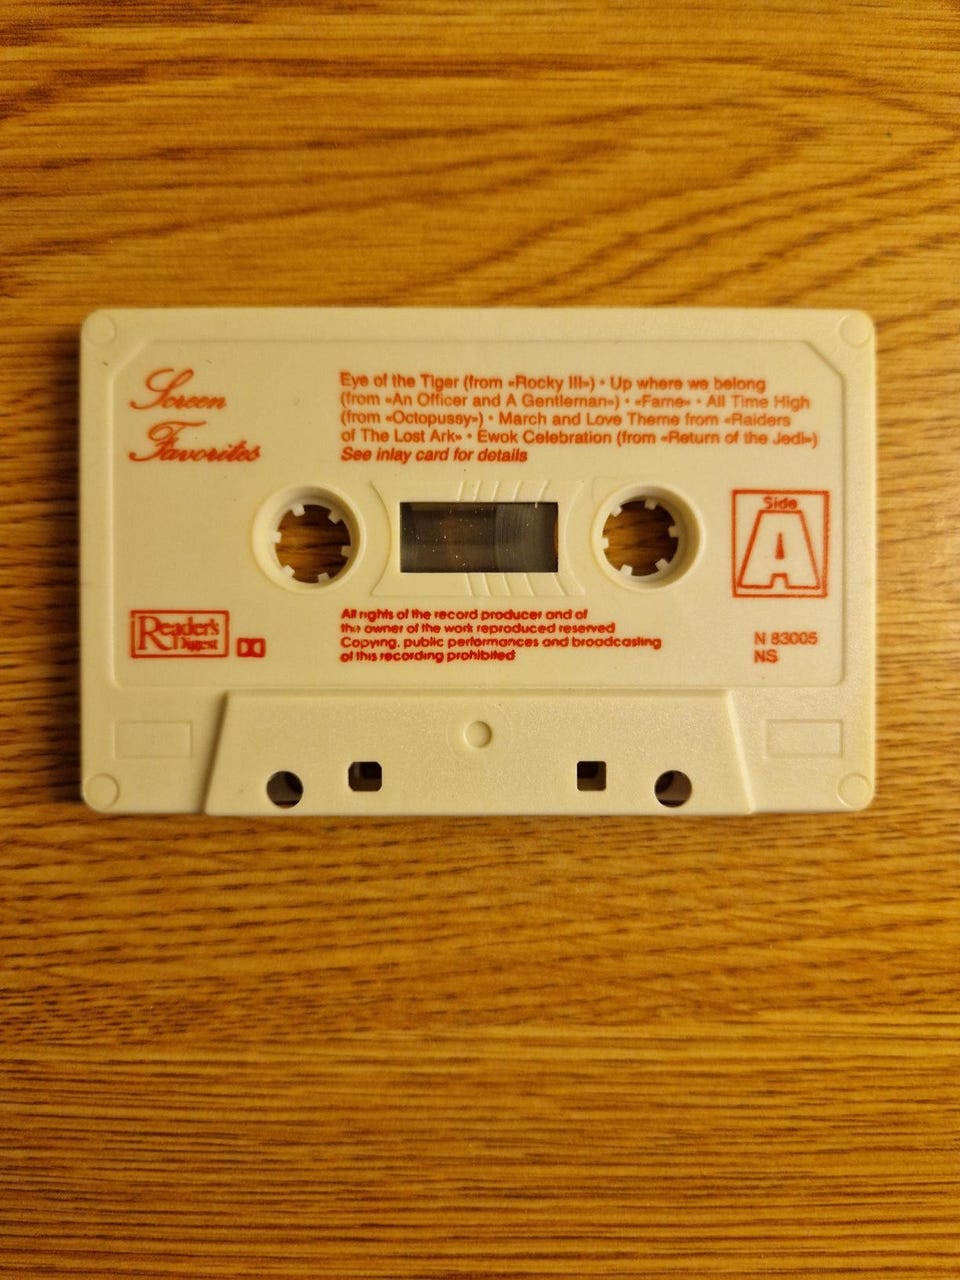 Screen
Favorites
Eye of the Tiger (from «Rocky III») • Up where we belong
(from «An Officer and A Gentleman») • «Fame» • All Time High
(from «Octopussy») • March and Love Theme from «Raiders
of The Lost Ark» • Ewok Celebration (from «Return of the Jedi»)
See inlay card for details
Side
A
Reader's
Digest
All rights of the record producer and of
the owner of the work reproduced reserved
Copying, public performances and broadcasting
of this recording prohibited
N 83005
NS